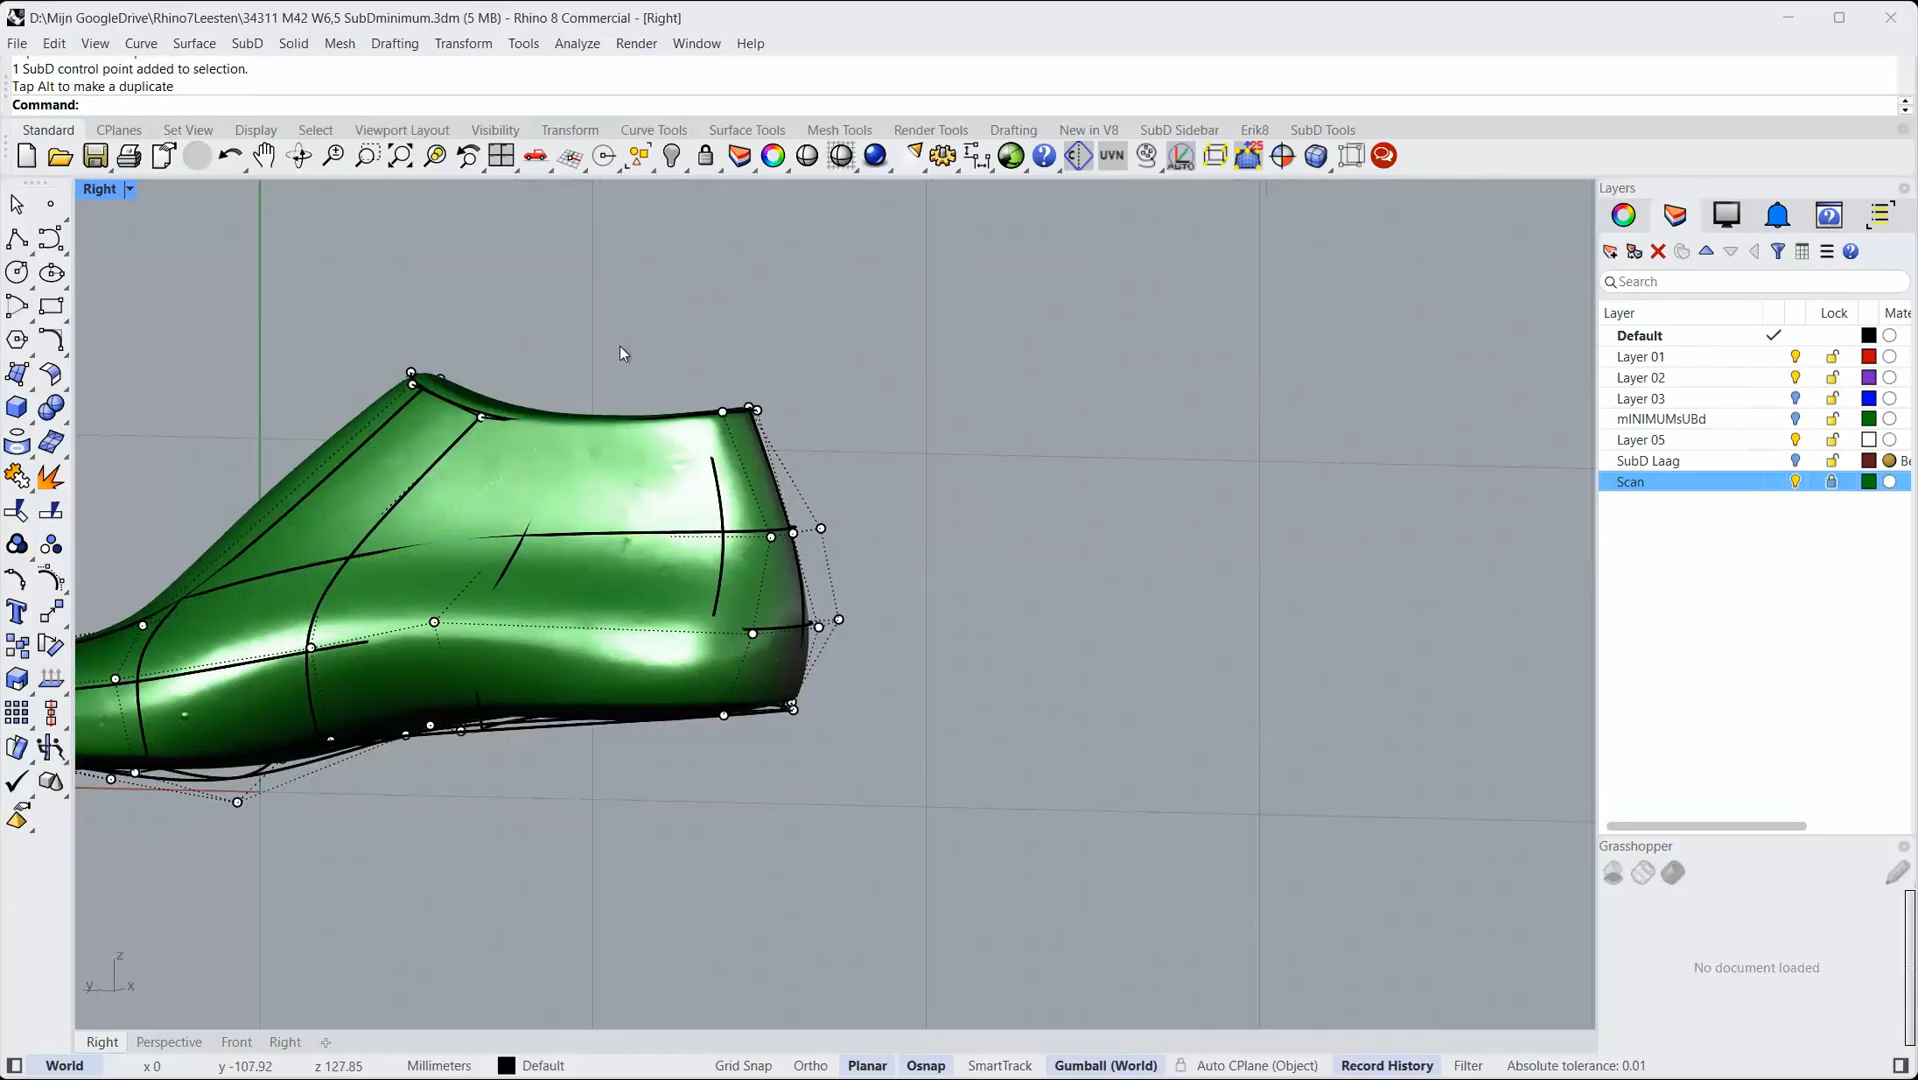 D:\Mijn GoogleDrive\Rhino7Leesten\34311 M42 W6,5 SubDminimum.3dm (5 MB) - Rhino 8 Commercial - [Right]
File Edit View Curve Surface SubD Solid Mesh Drafting Transform Tools Analyze Render Window Help
1 SubD control point added to selection.
Tap Alt to make a duplicate
Command:
Standard CPlanes Set View Display Select Viewport Layout Visibility Transform Curve Tools Surface Tools Mesh Tools Render Tools Drafting New in V8 SubD Sidebar Erik8 SubD Tools
UVN AUTO 125
Right
Layers
Search
Layer Lock Mate
Default
Layer 01
Layer 02
Layer 03
mINIMUMsUBd
Layer 05
SubD Laag Be
Scan
Grasshopper
No document loaded
z
y x
Right Perspective Front Right
World x 0 y -107.92 z 127.85 Millimeters Default Grid Snap Ortho Planar Osnap SmartTrack Gumball (World) Auto CPlane (Object) Record History Filter Absolute tolerance: 0.01